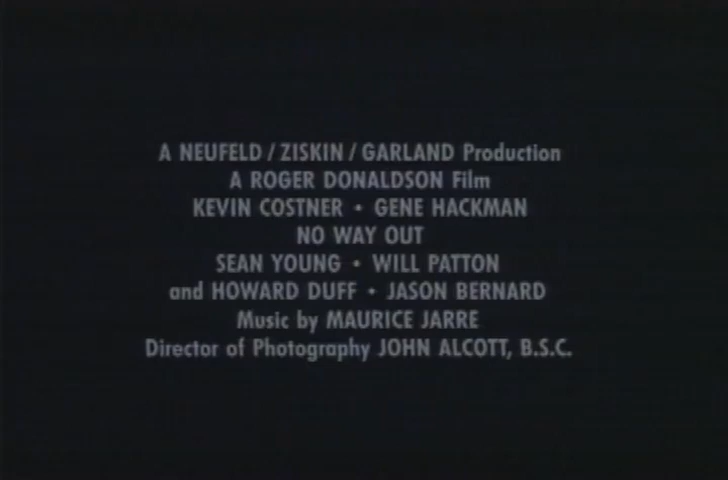 A NEUFELD / ZISKIN / GARLAND Production
A ROGER DONALDSON Film
KEVIN COSTNER • GENE HACKMAN
NO WAY OUT
SEAN YOUNG • WILL PATTON
and HOWARD DUFF • JASON BERNARD
Music by MAURICE JARRE
Director of Photography JOHN ALCOTT, B.S.C.